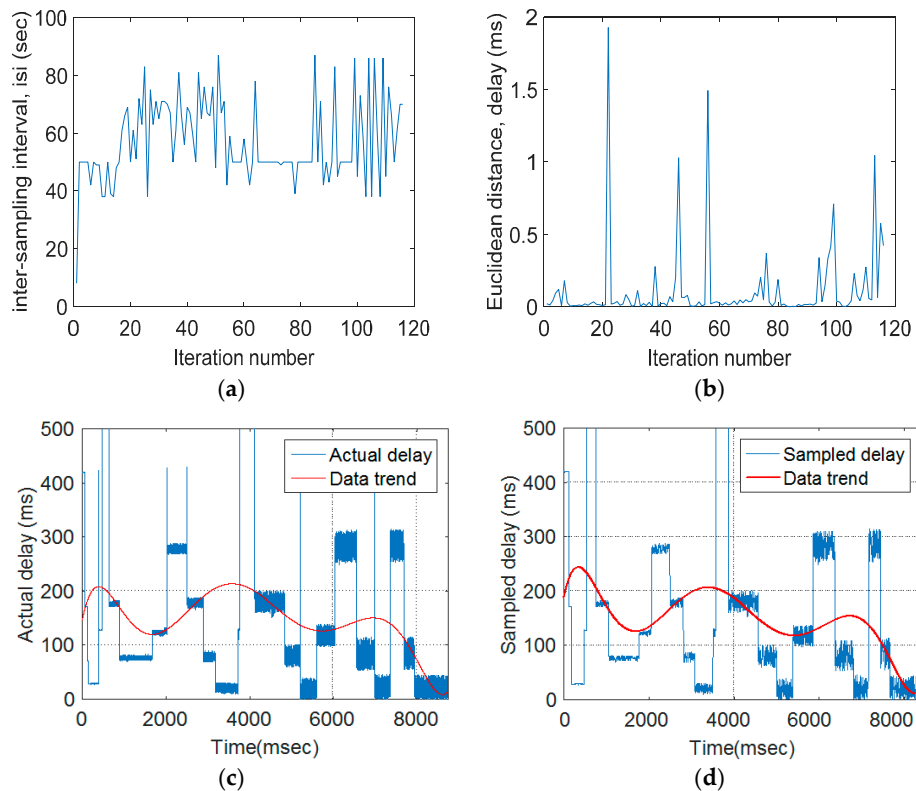 inter-sampling interval, isi (sec)
100
80
60
40
20
0
0 20 40 60 80 100 120
Iteration number
(a)
Euclidean distance, delay (ms)
2
1.5
1
0.5
0
0 20 40 60 80 100 120
Iteration number
(b)
Actual delay (ms)
500
400
300
200
100
0
Actual delay
Data trend
0 2000 4000 6000 8000
Time(msec)
(c)
Sampled delay (ms)
500
400
300
200
100
0
Sampled delay
Data trend
0 2000 4000 6000 8000
Time(msec)
(d)